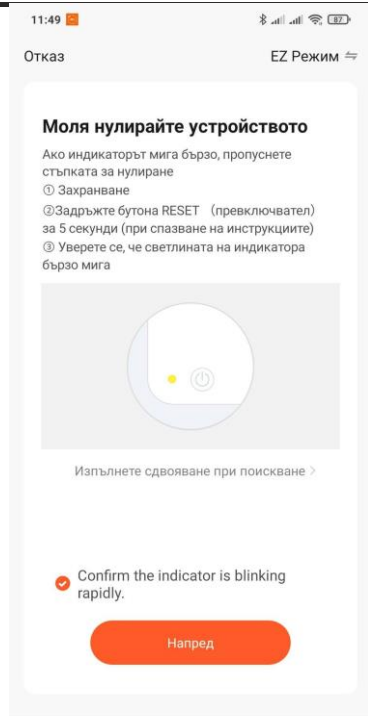 11:49
87
Отказ
EZ Режим
Моля нулирайте устройството
Ако индикаторът мига бързо, пропуснете
стъпката за нулиране
① Захранване
②Задръжте бутона RESET （превключвател）
за 5 секунди (при спазване на инструкциите)
③ Уверете се, че светлината на индикатора
бързо мига
Изпълнете сдвояване при поискване >
Confirm the indicator is blinking
rapidly.
Напред